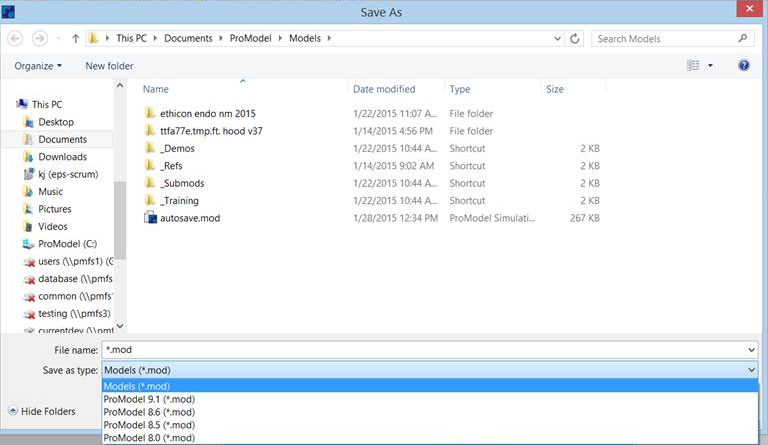 Save As
This PC Documents ProModel Models Search Models
Organize New folder
Name Date modified Type Size
This PC
Desktop
Documents
Downloads
kj (eps-scrum)
Music
Pictures
Videos
ProModel (C:)
users (\\pmfs1) (
database (\\pmfs
common (\\pmfs
testing (\\pmfs3)
currentdev (\\pmf
ethicon endo nm 2015 1/22/2015 11:07 A... File folder
ttfa77e.tmp.ft. hood v37 1/14/2015 4:56 PM File folder
_Demos 1/22/2015 10:44 A... Shortcut 2 KB
_Refs 1/14/2015 9:02 AM Shortcut 2 KB
_Submods 1/22/2015 10:44 A... Shortcut 2 KB
_Training 1/22/2015 10:44 A... Shortcut 2 KB
autosave.mod 1/28/2015 12:34 PM ProModel Simulati... 267 KB
File name: *.mod
Save as type: Models (*.mod)
Models (*.mod)
ProModel 9.1 (*.mod)
ProModel 8.6 (*.mod)
ProModel 8.5 (*.mod)
ProModel 8.0 (*.mod)
Hide Folders